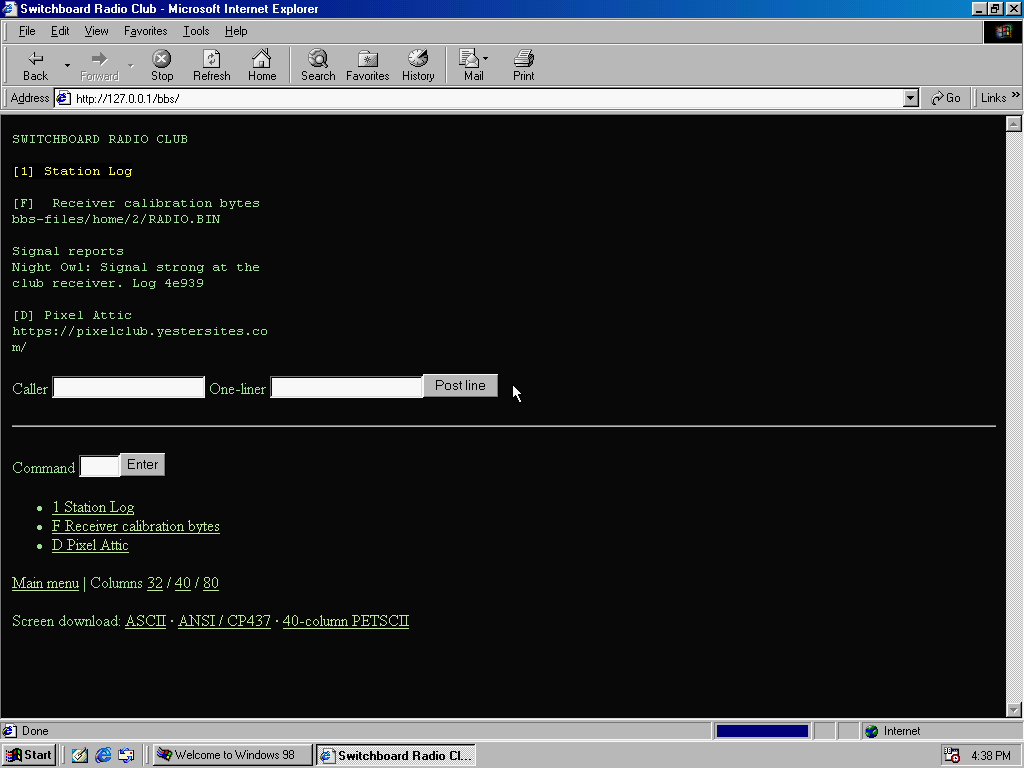 Switchboard Radio Club - Microsoft Internet Explorer
File Edit View Favorites Tools Help
Back Forward Stop Refresh Home Search Favorites History Mail Print
Address http://127.0.0.1/bbs/ Go Links »
SWITCHBOARD RADIO CLUB
[1] Station Log
[F]  Receiver calibration bytes
bbs-files/home/2/RADIO.BIN
Signal reports
Night Owl: Signal strong at the
club receiver. Log 4e939
[D] Pixel Attic
https://pixelclub.yestersites.co
m/
Caller One-liner Post line
Command Enter
• 1 Station Log
• F Receiver calibration bytes
• D Pixel Attic
Main menu | Columns 32 / 40 / 80
Screen download: ASCII · ANSI / CP437 · 40-column PETSCII
Done Internet
Start Welcome to Windows 98 Switchboard Radio Cl... 4:38 PM